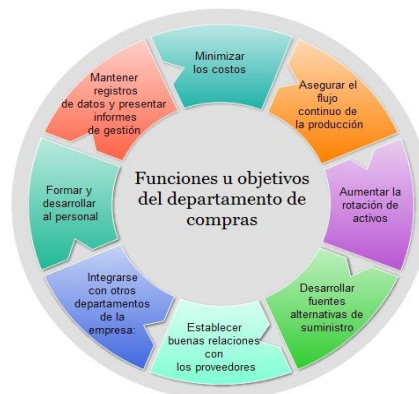 Funciones u objetivos
del departamento de
compras
Minimizar
los costos
Asegurar el
flujo
continuo de
la producción
Aumentar la
rotación de
activos
Desarrollar
fuentes
alternativas de
suministro
Establecer
buenas relaciones
con
los proveedores
Integrarse
con otros
departamentos
de la
empresa:
Formar y
desarrollar
al personal
Mantener
registros
de datos y presentar
informes
de gestión